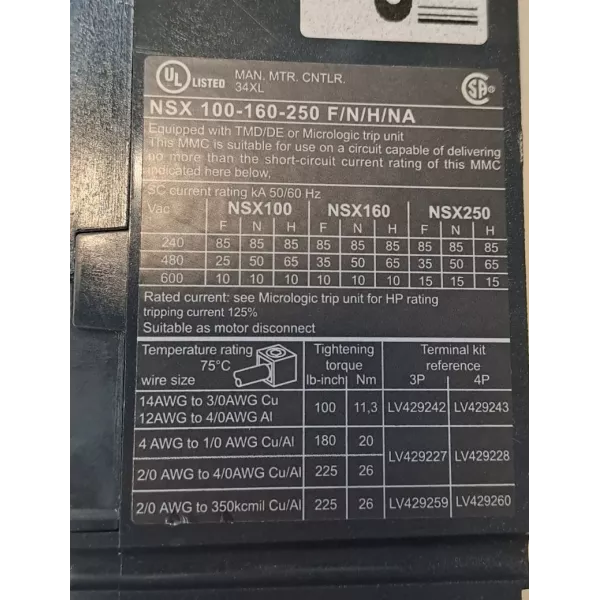 UL LISTED MAN. MTR. CNTLR.
34XL
SA
NSX 100-160-250 F/N/H/NA
Equipped with TMD/DE or Micrologic trip unit
This MMC is suitable for use on a circuit capable of delivering
no more than the short-circuit current rating of this MMC
indicated here below,
SC current rating kA 50/60 Hz
Vac NSX100 NSX160 NSX250
F N H F N H F N H
240 85 85 85 85 85 85 85 85 85
480 25 50 65 35 50 65 35 50 65
600 10 10 10 10 10 10 15 15 15
Rated current: see Micrologic trip unit for HP rating
tripping current 125%
Suitable as motor disconnect
Temperature rating 75°C Tightening torque Terminal kit reference
wire size lb-inch Nm 3P 4P
14AWG to 3/0AWG Cu
12AWG to 4/0AWG Al 100 11,3 LV429242 LV429243
4 AWG to 1/0 AWG Cu/Al 180 20
LV429227 LV429228
2/0 AWG to 4/0AWG Cu/Al 225 26
2/0 AWG to 350kcmil Cu/Al 225 26 LV429259 LV429260